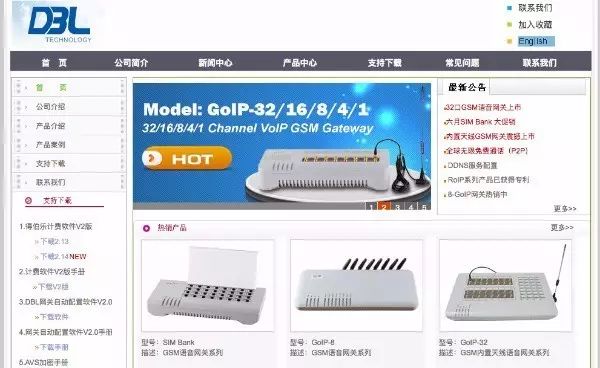 DBL
TECHNOLOGY
联系我们
加入收藏
English
首 页 公司简介 新闻中心 产品中心 支持下载 常见问题 联系我们
首 页
公司介绍
产品介绍
产品案例
支持下载
联系我们
支持下载
1.得伯乐计费软件V2版
» 下载2.13
» 下载2.14NEW
2.计费软件V2版手册
» 下载V2版
3.DBL网关自动配置软件V2.0
» 下载软件
4.网关自动配置软件V2.0手册
» 下载手册
5.AVS加密手册
Model: GoIP-32/16/8/4/1
32/16/8/4/1 Channel VoIP GSM Gateway
HOT
1 2 3 4 5
最新公告
32口GSM语音网关上市
六月SIM Bank 大促销
内置天线GSM网关震撼上市
全球无线免费通话（P2P）
DDNS服务配置
RoIP系列产品已获得专利
8-GoIP网关热销中
更多>>
热销产品
更多>>
型号：SIM Bank
描述：GSM语音网关系列
型号：GoIP-8
描述：GSM语音网关系列
型号：GoIP-32
描述：GSM内置天线语音网关系列